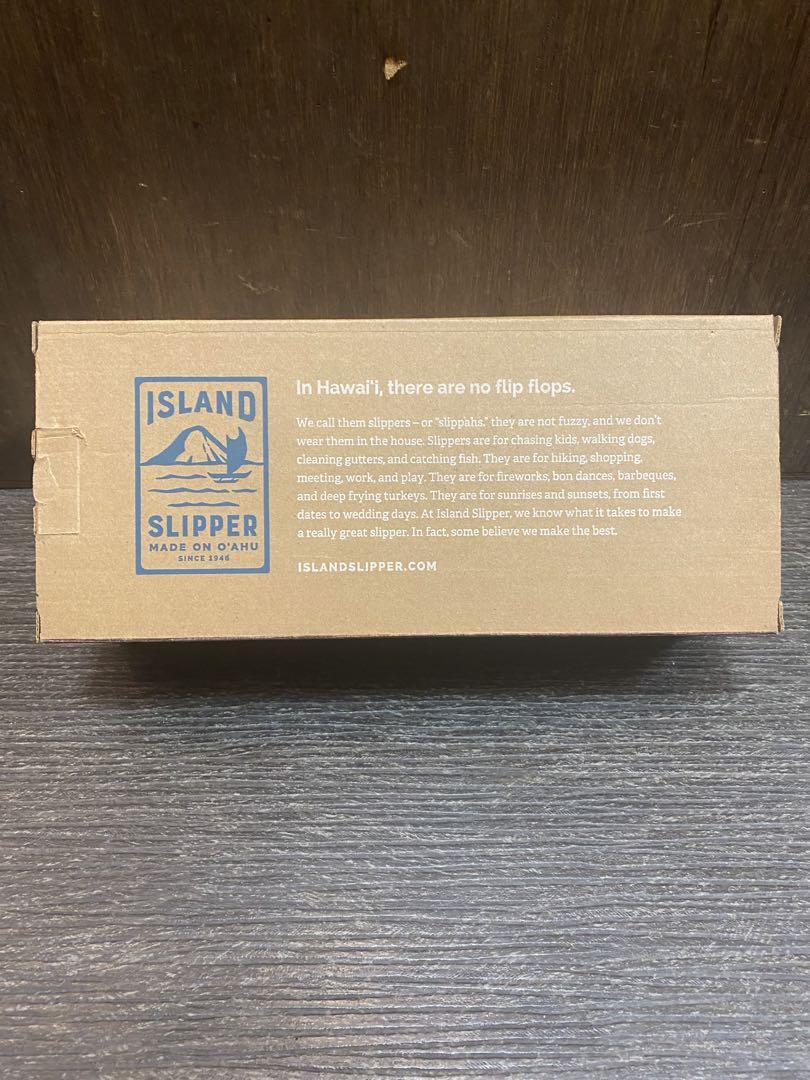 ISLAND
SLIPPER
MADE ON O'AHU
SINCE 1946
In Hawai'i, there are no flip flops.
We call them slippers – or "slippahs." they are not fuzzy, and we don't
wear them in the house. Slippers are for chasing kids, walking dogs,
cleaning gutters, and catching fish. They are for hiking, shopping,
meeting, work, and play. They are for fireworks, bon dances, barbeques,
and deep frying turkeys. They are for sunrises and sunsets, from first
dates to wedding days. At Island Slipper, we know what it takes to make
a really great slipper. In fact, some believe we make the best.
ISLANDSLIPPER.COM